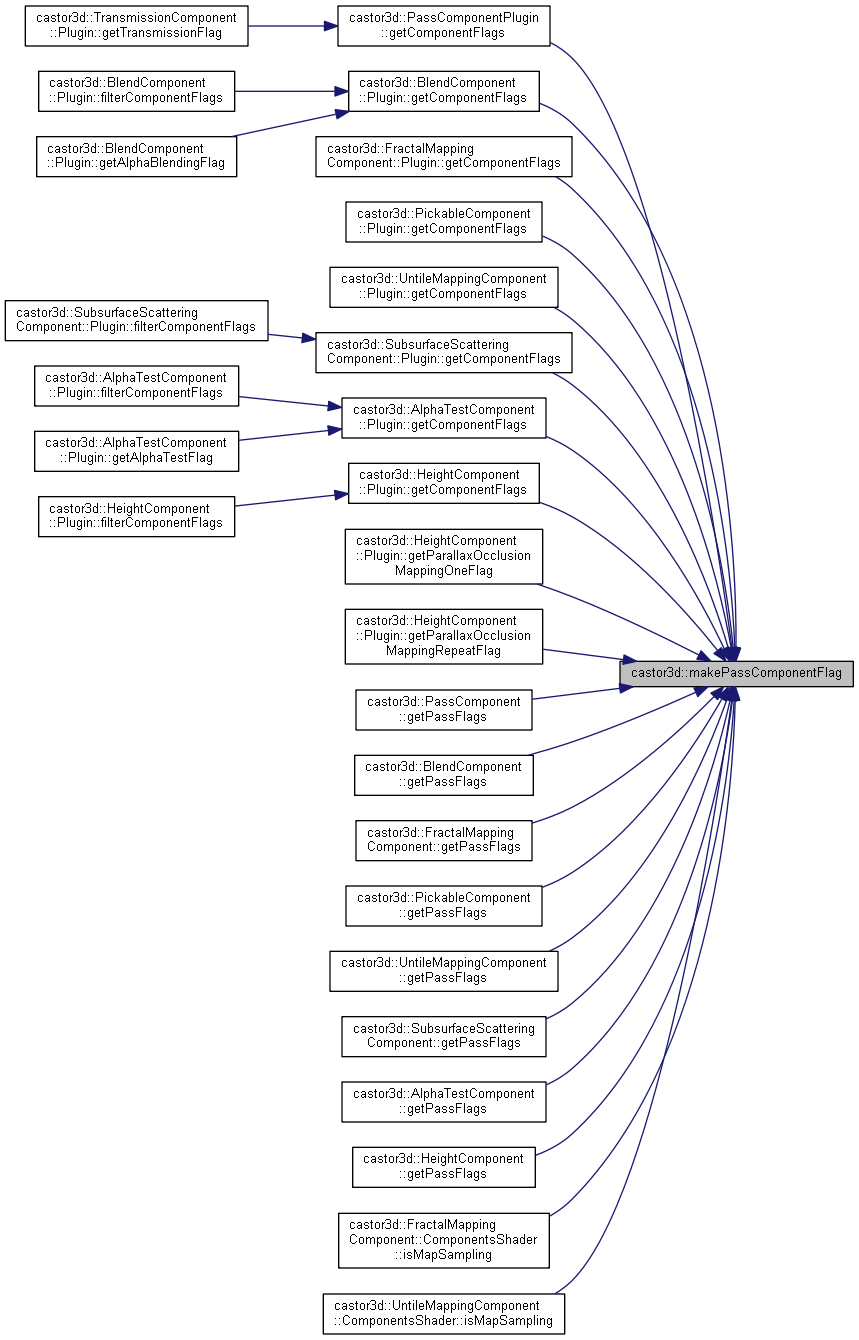 castor3d::TransmissionComponent
::Plugin::getTransmissionFlag
castor3d::PassComponentPlugin
::getComponentFlags
castor3d::BlendComponent
::Plugin::filterComponentFlags
castor3d::BlendComponent
::Plugin::getComponentFlags
castor3d::BlendComponent
::Plugin::getAlphaBlendingFlag
castor3d::FractalMapping
Component::Plugin::getComponentFlags
castor3d::PickableComponent
::Plugin::getComponentFlags
castor3d::UntileMappingComponent
::Plugin::getComponentFlags
castor3d::SubsurfaceScattering
Component::Plugin::filterComponentFlags
castor3d::SubsurfaceScattering
Component::Plugin::getComponentFlags
castor3d::AlphaTestComponent
::Plugin::filterComponentFlags
castor3d::AlphaTestComponent
::Plugin::getComponentFlags
castor3d::AlphaTestComponent
::Plugin::getAlphaTestFlag
castor3d::HeightComponent
::Plugin::getComponentFlags
castor3d::HeightComponent
::Plugin::filterComponentFlags
castor3d::HeightComponent
::Plugin::getParallaxOcclusion
MappingOneFlag
castor3d::HeightComponent
::Plugin::getParallaxOcclusion
MappingRepeatFlag
castor3d::makePassComponentFlag
castor3d::PassComponent
::getPassFlags
castor3d::BlendComponent
::getPassFlags
castor3d::FractalMapping
Component::getPassFlags
castor3d::PickableComponent
::getPassFlags
castor3d::UntileMappingComponent
::getPassFlags
castor3d::SubsurfaceScattering
Component::getPassFlags
castor3d::AlphaTestComponent
::getPassFlags
castor3d::HeightComponent
::getPassFlags
castor3d::FractalMapping
Component::ComponentsShader
::isMapSampling
castor3d::UntileMappingComponent
::ComponentsShader::isMapSampling